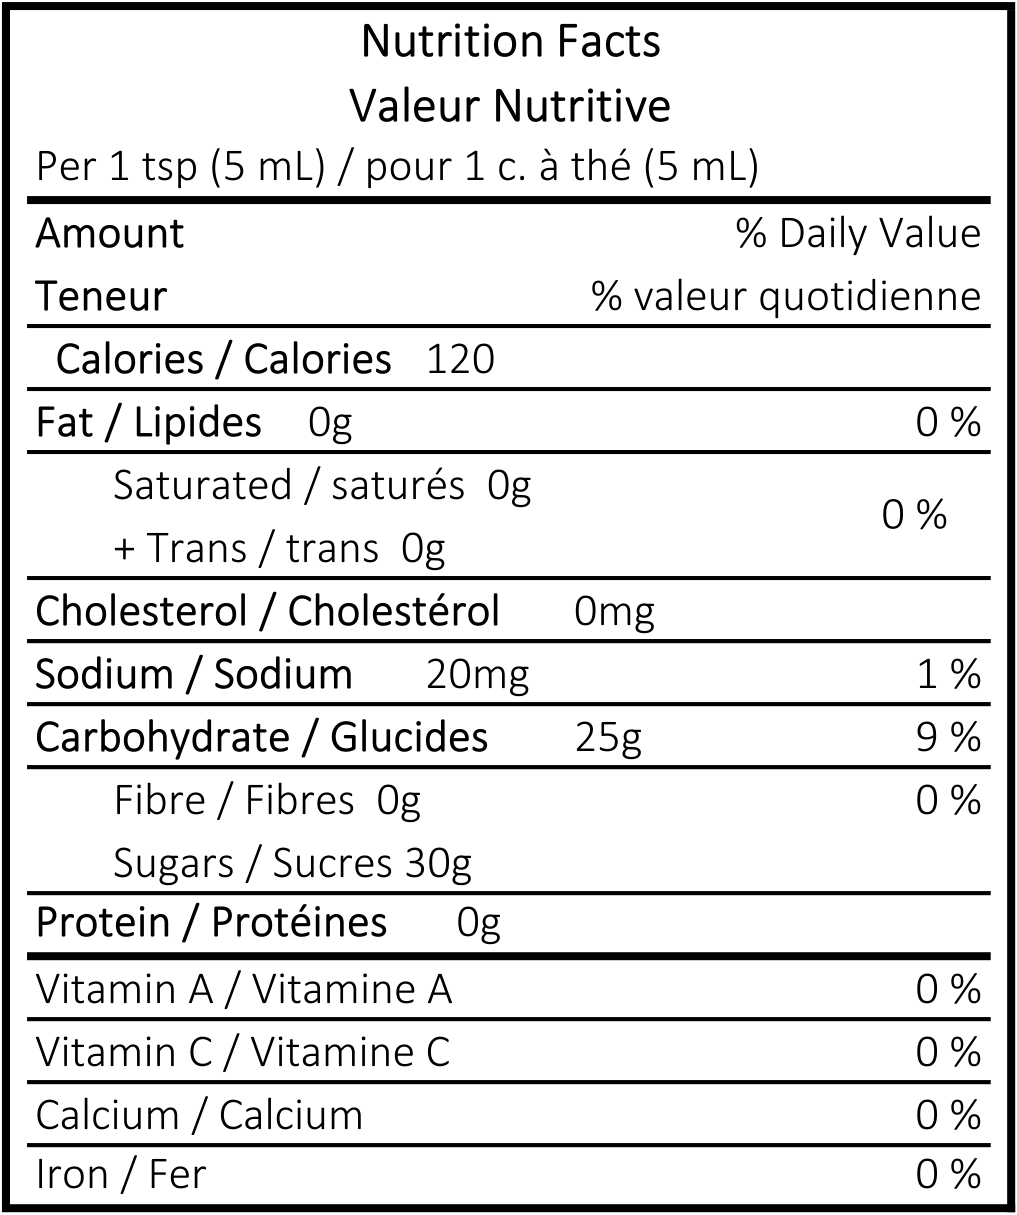 Nutrition Facts
Valeur Nutritive
Per 1 tsp (5 mL) / pour 1 c. à thé (5 mL)
Amount % Daily Value
Teneur % valeur quotidienne
Calories / Calories 120
Fat / Lipides 0g 0 %
Saturated / saturés 0g
0 %
+ Trans / trans 0g
Cholesterol / Cholestérol 0mg
Sodium / Sodium 20mg 1 %
Carbohydrate / Glucides 25g 9 %
Fibre / Fibres 0g 0 %
Sugars / Sucres 30g
Protein / Protéines 0g
Vitamin A / Vitamine A 0 %
Vitamin C / Vitamine C 0 %
Calcium / Calcium 0 %
Iron / Fer 0 %